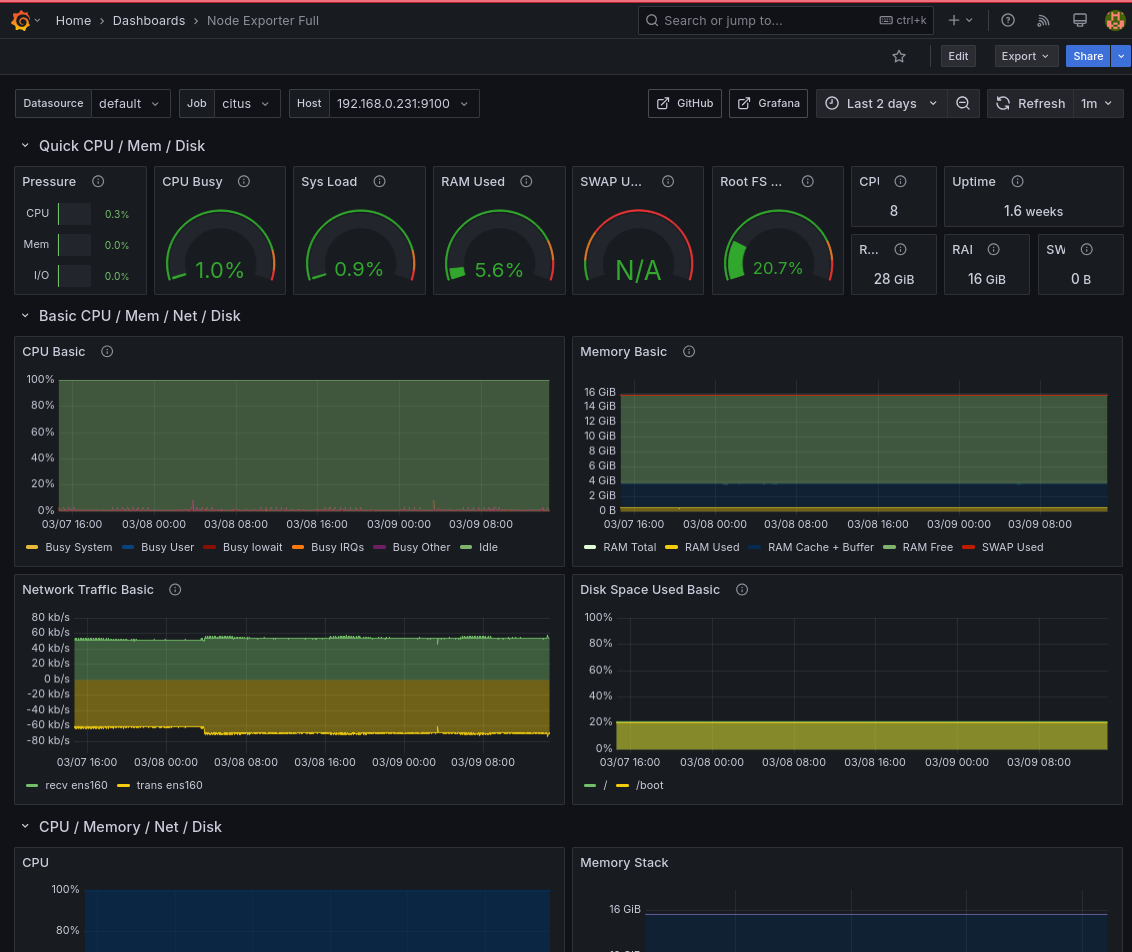 Home › Dashboards › Node Exporter Full
Search or jump to... ctrl+k
Edit Export Share
Datasource default Job citus Host 192.168.0.231:9100 GitHub Grafana Last 2 days Refresh 1m
Quick CPU / Mem / Disk
Pressure
CPU 0.3%
Mem 0.0%
I/O 0.0%
CPU Busy
1.0%
Sys Load
0.9%
RAM Used
5.6%
SWAP U...
N/A
Root FS ...
20.7%
CPU
8
Uptime
1.6 weeks
R...
28 GiB
RAI
16 GiB
SW
0 B
Basic CPU / Mem / Net / Disk
CPU Basic
100%
80%
60%
40%
20%
0%
03/07 16:00 03/08 00:00 03/08 08:00 03/08 16:00 03/09 00:00 03/09 08:00
Busy System Busy User Busy Iowait Busy IRQs Busy Other Idle
Memory Basic
16 GiB
14 GiB
12 GiB
10 GiB
8 GiB
6 GiB
4 GiB
2 GiB
0 B
03/07 16:00 03/08 00:00 03/08 08:00 03/08 16:00 03/09 00:00 03/09 08:00
RAM Total RAM Used RAM Cache + Buffer RAM Free SWAP Used
Network Traffic Basic
80 kb/s
60 kb/s
40 kb/s
20 kb/s
0 b/s
-20 kb/s
-40 kb/s
-60 kb/s
-80 kb/s
03/07 16:00 03/08 00:00 03/08 08:00 03/08 16:00 03/09 00:00 03/09 08:00
recv ens160 trans ens160
Disk Space Used Basic
100%
80%
60%
40%
20%
0%
03/07 16:00 03/08 00:00 03/08 08:00 03/08 16:00 03/09 00:00 03/09 08:00
/ /boot
CPU / Memory / Net / Disk
CPU
100%
80%
Memory Stack
16 GiB